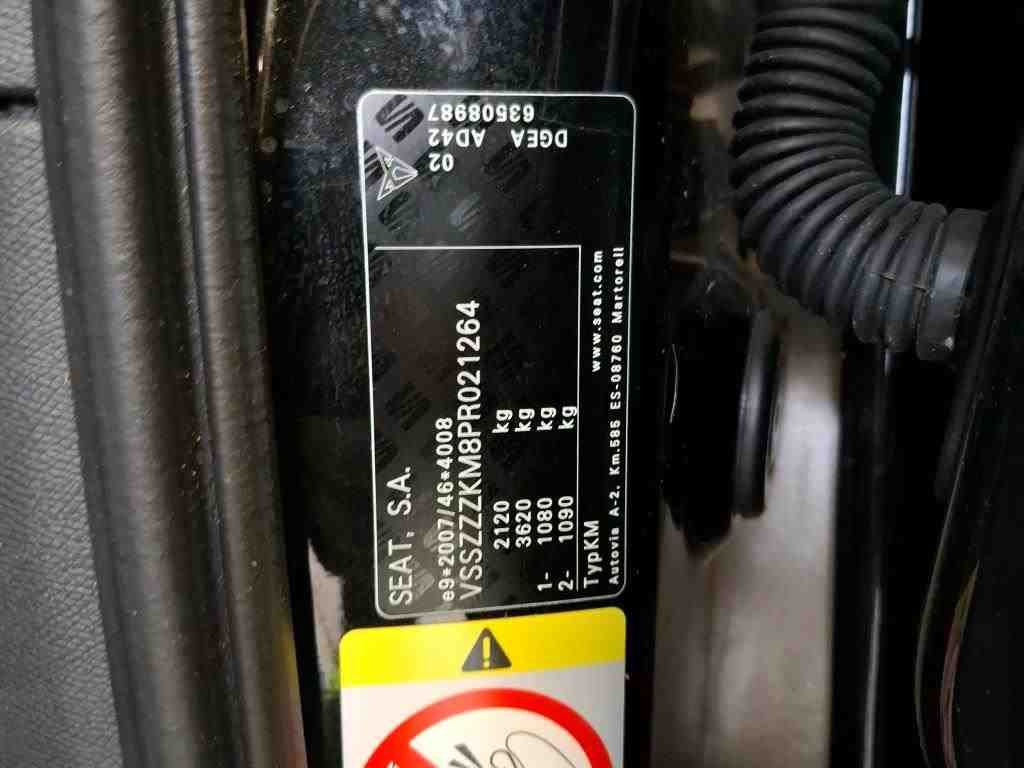 SEAT, S.A.
e9*2007/46*4008
VSSZZZKM8PR021264
2120 kg
3620 kg
1- 1080 kg
2- 1090 kg
TypKM www.seat.com
Autovia A-2, Km.585 ES-08760 Martorell
63508987
02 AD42
DGEA